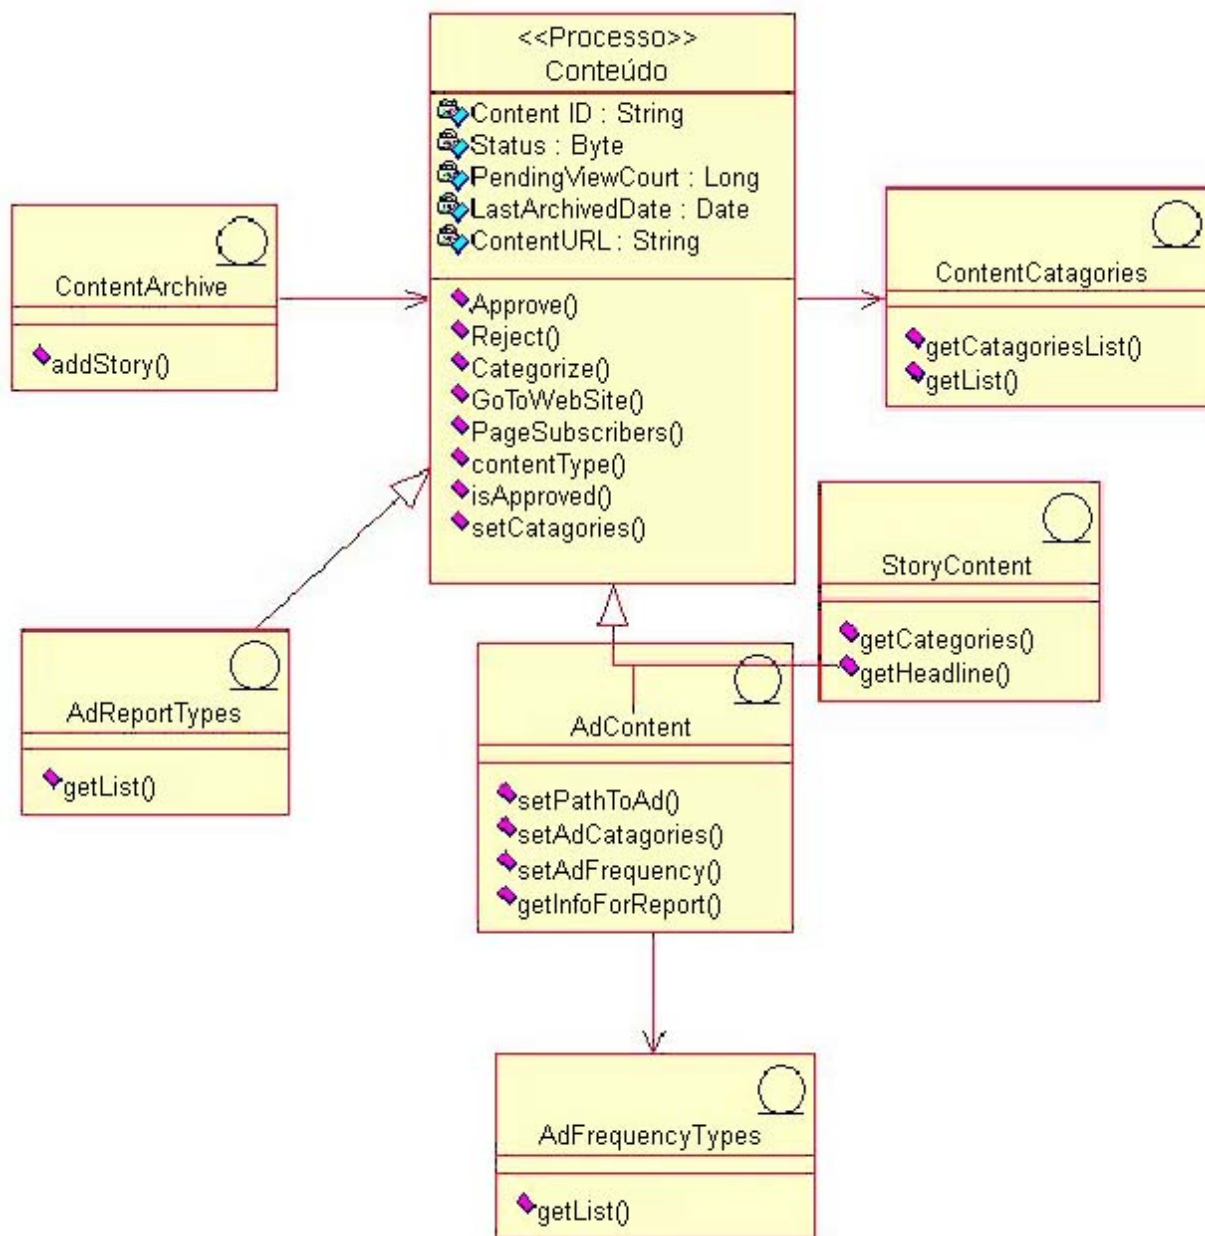 <<Processo>>
Conteúdo
Content ID : String
Status : Byte
PendingViewCourt : Long
LastArchivedDate : Date
ContentURL : String
Approve()
Reject()
Categorize()
GoToWebSite()
PageSubscribers()
contentType()
isApproved()
setCatagories()
ContentArchive
addStory()
ContentCatagories
getCatagoriesList()
getList()
StoryContent
getCategories()
getHeadline()
AdReportTypes
getList()
AdContent
setPathToAd()
setAdCatagories()
setAdFrequency()
getInfoForReport()
AdFrequencyTypes
getList()